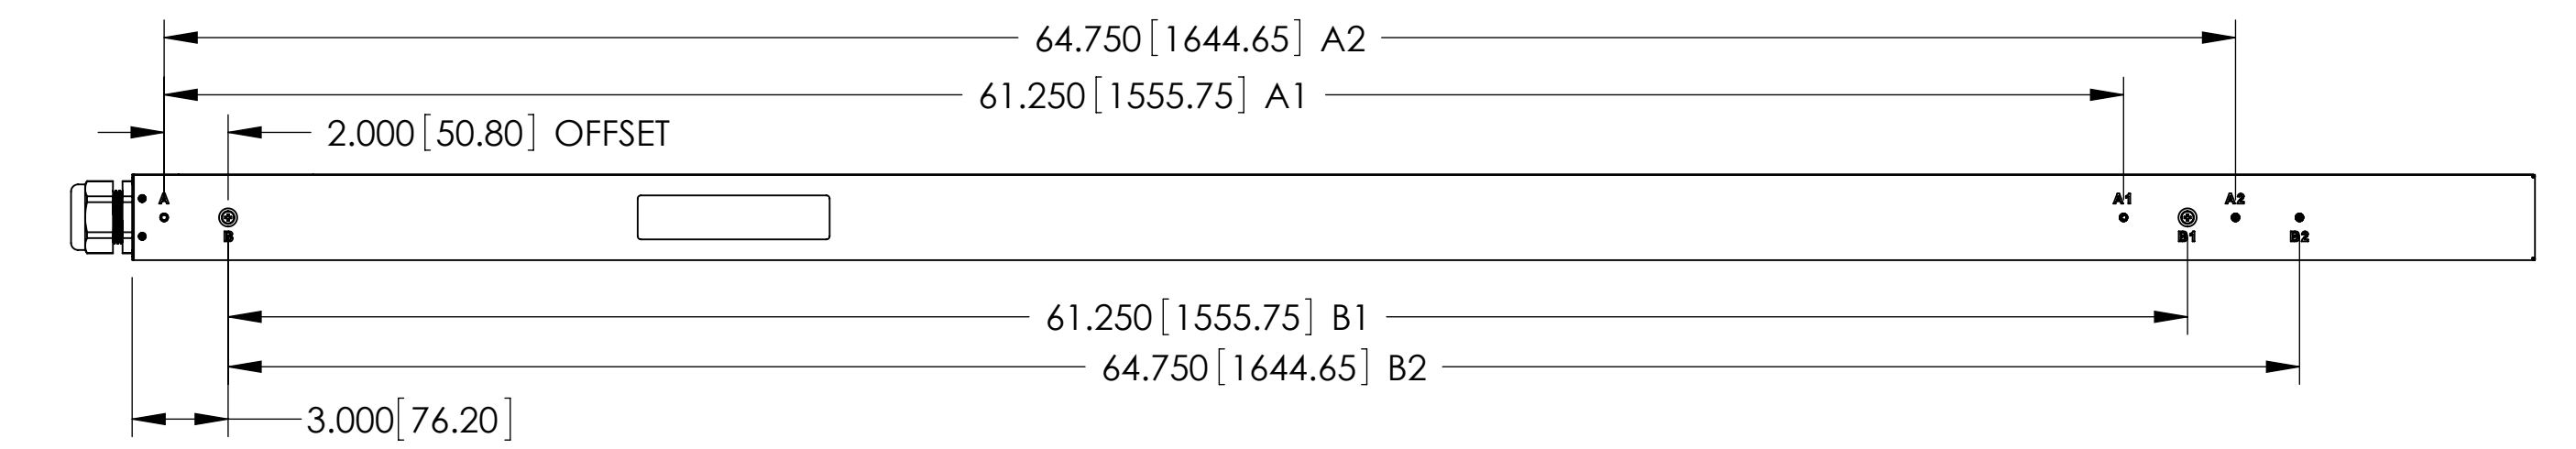 64.750[1644.65] A2
61.250[1555.75] A1
2.000[50.80] OFFSET
A
A1
A2
B
B1
B2
61.250[1555.75] B1
64.750[1644.65] B2
3.000[76.20]